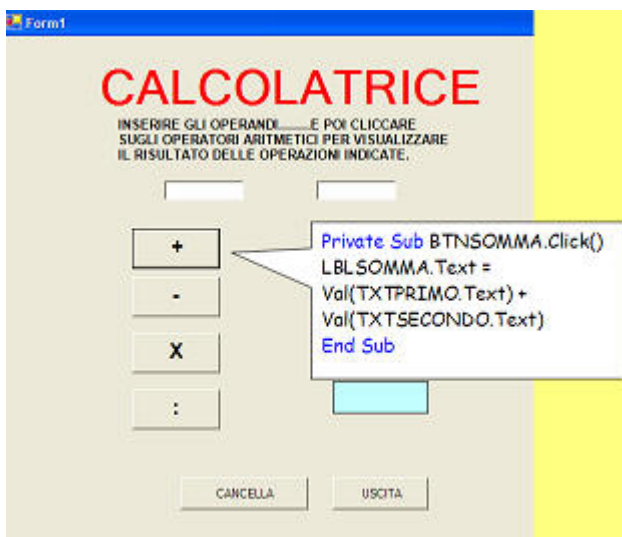 Form1
CALCOLATRICE
INSERIRE GLI OPERANDI.........E POI CLICCARE
SUGLI OPERATORI ARITMETICI PER VISUALIZZARE
IL RISULTATO DELLE OPERAZIONI INDICATE.
+
Private Sub BTNSOMMA.Click()
LBLSOMMA.Text =
Val(TXTPRIMO.Text) +
Val(TXTSECONDO.Text)
End Sub
-
X
:
CANCELLA USCITA